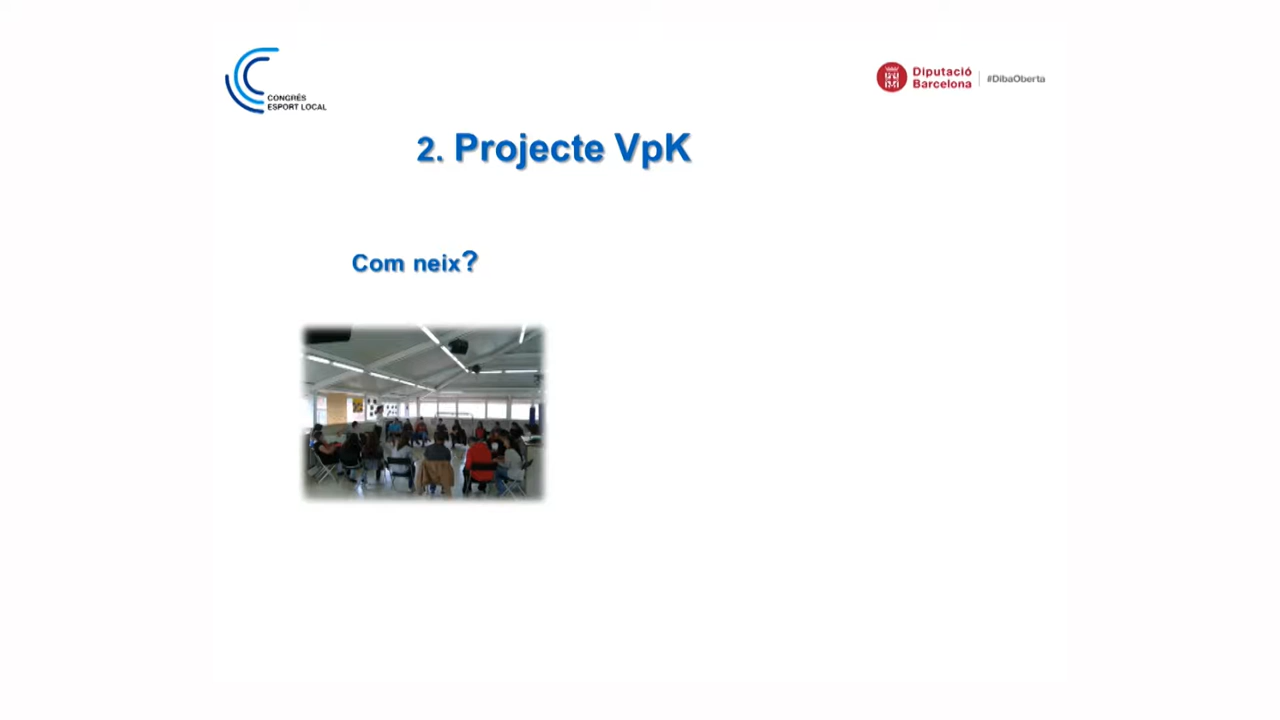 CONGRÉS
ESPORT LOCAL
Diputació
Barcelona
#DibaOberta
2. Projecte VpK
Com neix?